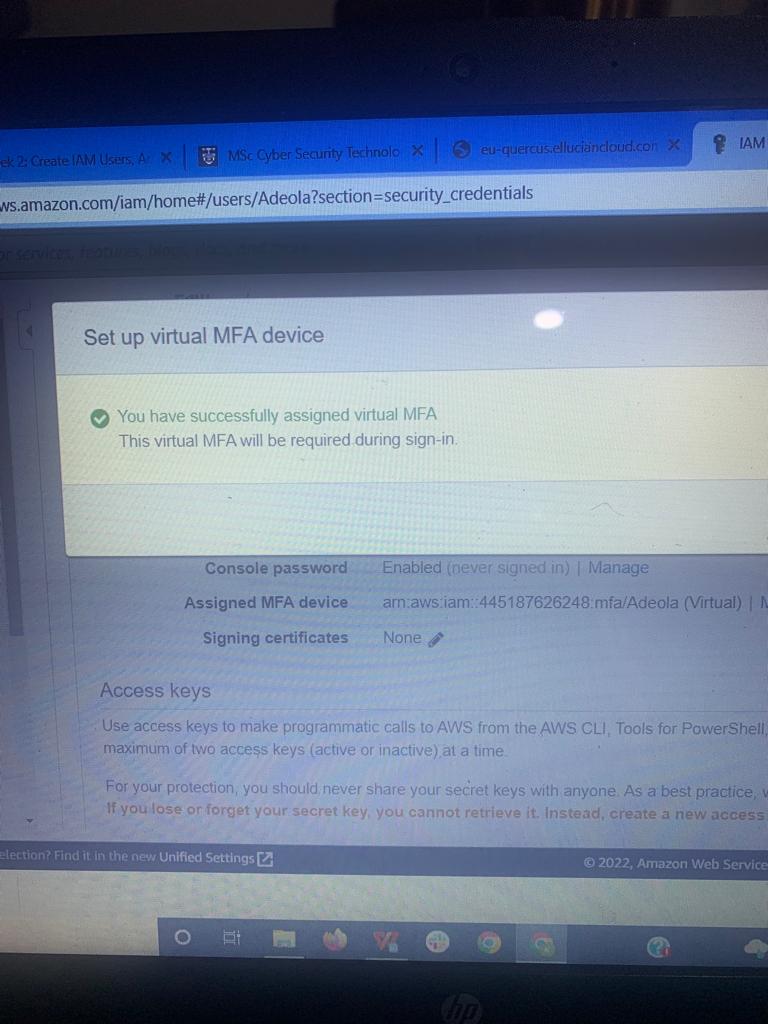 ek 2: Create IAM Users, A
MSc Cyber Security Technolo
eu-quercus.elluciancloud.con
IAM
ws.amazon.com/iam/home#/users/Adeola?section=security_credentials
or services, features, blogs, docs, and more
Set up virtual MFA device
You have successfully assigned virtual MFA
This virtual MFA will be required during sign-in.
Console password Enabled (never signed in) | Manage
Assigned MFA device arn:aws:iam::445187626248:mfa/Adeola (Virtual) |
Signing certificates None
Access keys
Use access keys to make programmatic calls to AWS from the AWS CLI, Tools for PowerShell,
maximum of two access keys (active or inactive) at a time.
For your protection, you should never share your secret keys with anyone. As a best practice,
If you lose or forget your secret key, you cannot retrieve it. Instead, create a new access
election? Find it in the new Unified Settings
© 2022, Amazon Web Service
hp